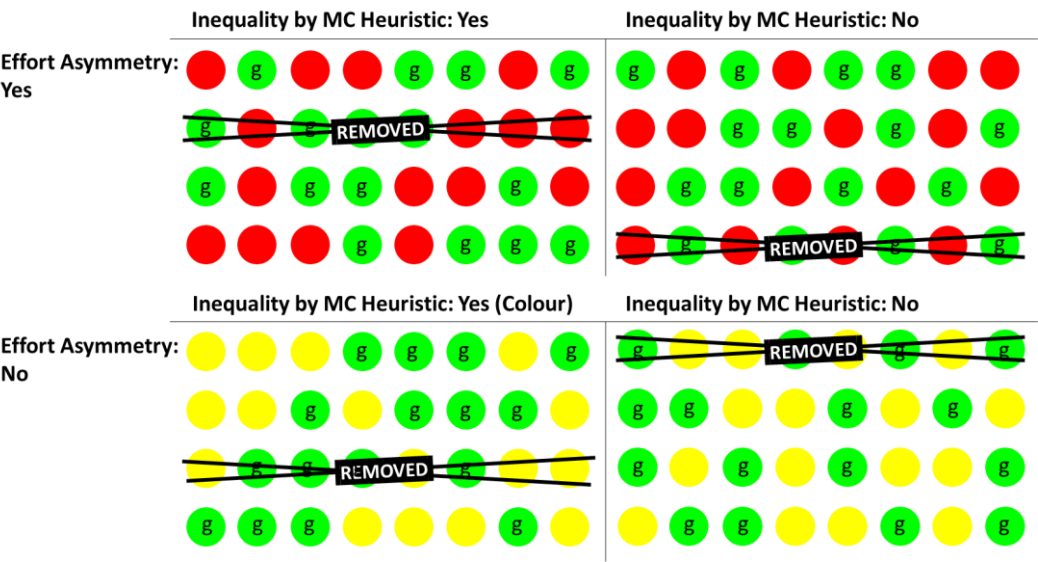 Inequality by MC Heuristic: Yes
Inequality by MC Heuristic: No
Effort Asymmetry:
Yes
g g g g
g g g g
g g REMOVED
g g g g
g g g g
g g g g
g g g g
g REMOVED g g
Inequality by MC Heuristic: Yes (Colour)
Inequality by MC Heuristic: No
Effort Asymmetry:
No
g g g g
g REMOVED g g
g g g g
g g g g
g g REMOVED g
g g g g
g g g g
g g g g